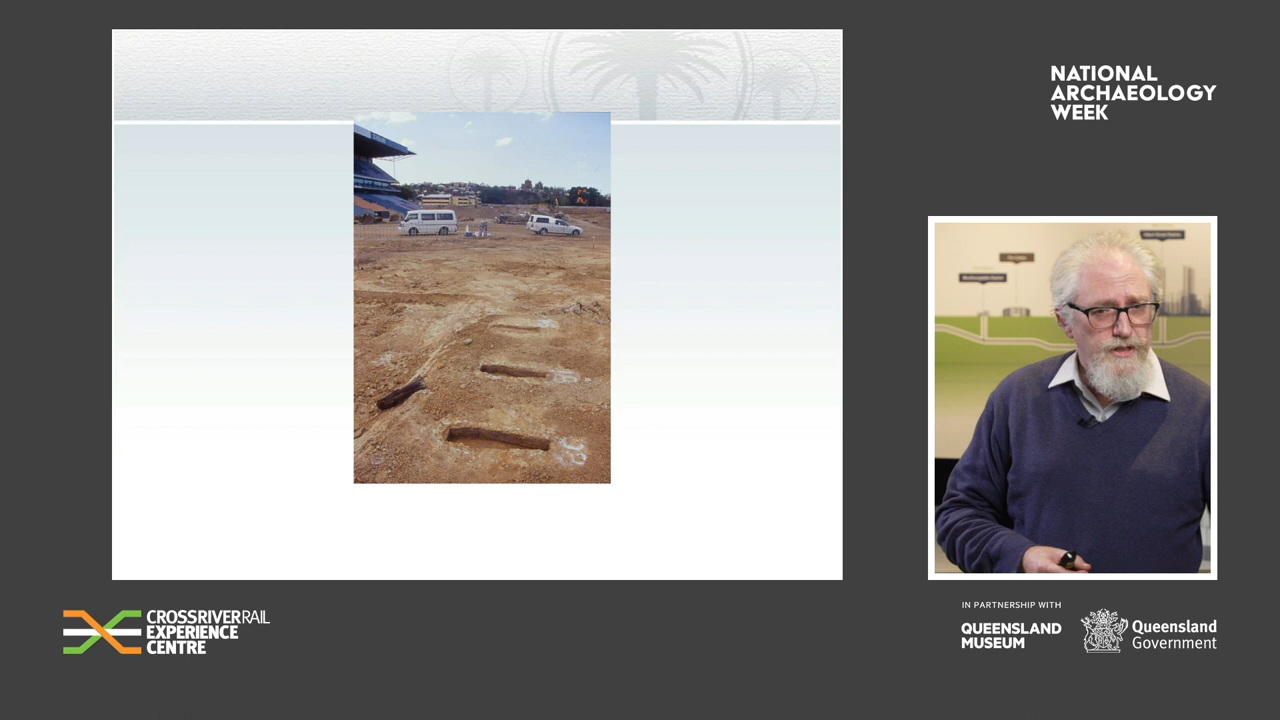 NATIONAL
ARCHAEOLOGY
WEEK
CROSSRIVERRAIL
EXPERIENCE
CENTRE
IN PARTNERSHIP WITH
QUEENSLAND
MUSEUM
Queensland
Government